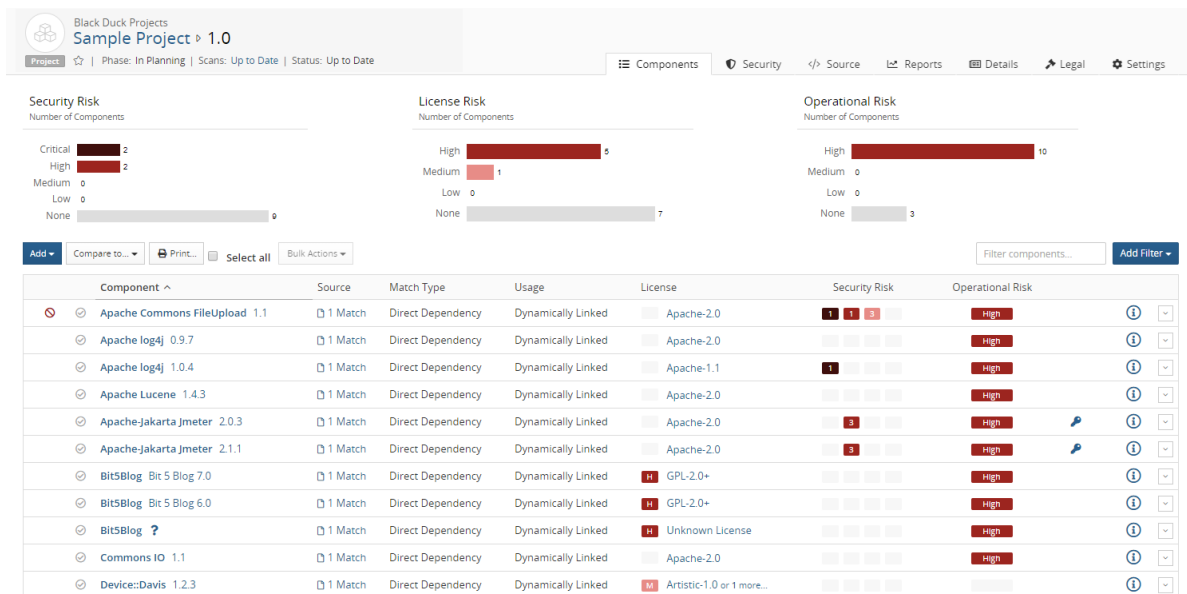 Black Duck Projects
Sample Project ▸ 1.0
Project | Phase: In Planning | Scans: Up to Date | Status: Up to Date
Components Security </> Source Reports Details Legal Settings
Security Risk
Number of Components
Critical 2
High 2
Medium 0
Low 0
None 9
License Risk
Number of Components
High 5
Medium 1
Low 0
None 7
Operational Risk
Number of Components
High 10
Medium 0
Low 0
None 3
Add Compare to... Print... Select all Bulk Actions Filter components... Add Filter
Component Source Match Type Usage License Security Risk Operational Risk
Apache Commons FileUpload 1.1 1 Match Direct Dependency Dynamically Linked Apache-2.0 1 1 3 High
Apache log4j 0.9.7 1 Match Direct Dependency Dynamically Linked Apache-2.0 High
Apache log4j 1.0.4 1 Match Direct Dependency Dynamically Linked Apache-1.1 1 High
Apache Lucene 1.4.3 1 Match Direct Dependency Dynamically Linked Apache-2.0 High
Apache-Jakarta Jmeter 2.0.3 1 Match Direct Dependency Dynamically Linked Apache-2.0 3 High
Apache-Jakarta Jmeter 2.1.1 1 Match Direct Dependency Dynamically Linked Apache-2.0 3 High
Bit5Blog Bit 5 Blog 7.0 1 Match Direct Dependency Dynamically Linked H GPL-2.0+ High
Bit5Blog Bit 5 Blog 6.0 1 Match Direct Dependency Dynamically Linked H GPL-2.0+ High
Bit5Blog ? 1 Match Direct Dependency Dynamically Linked H Unknown License High
Commons IO 1.1 1 Match Direct Dependency Dynamically Linked Apache-2.0 High
Device::Davis 1.2.3 1 Match Direct Dependency Dynamically Linked M Artistic-1.0 or 1 more...